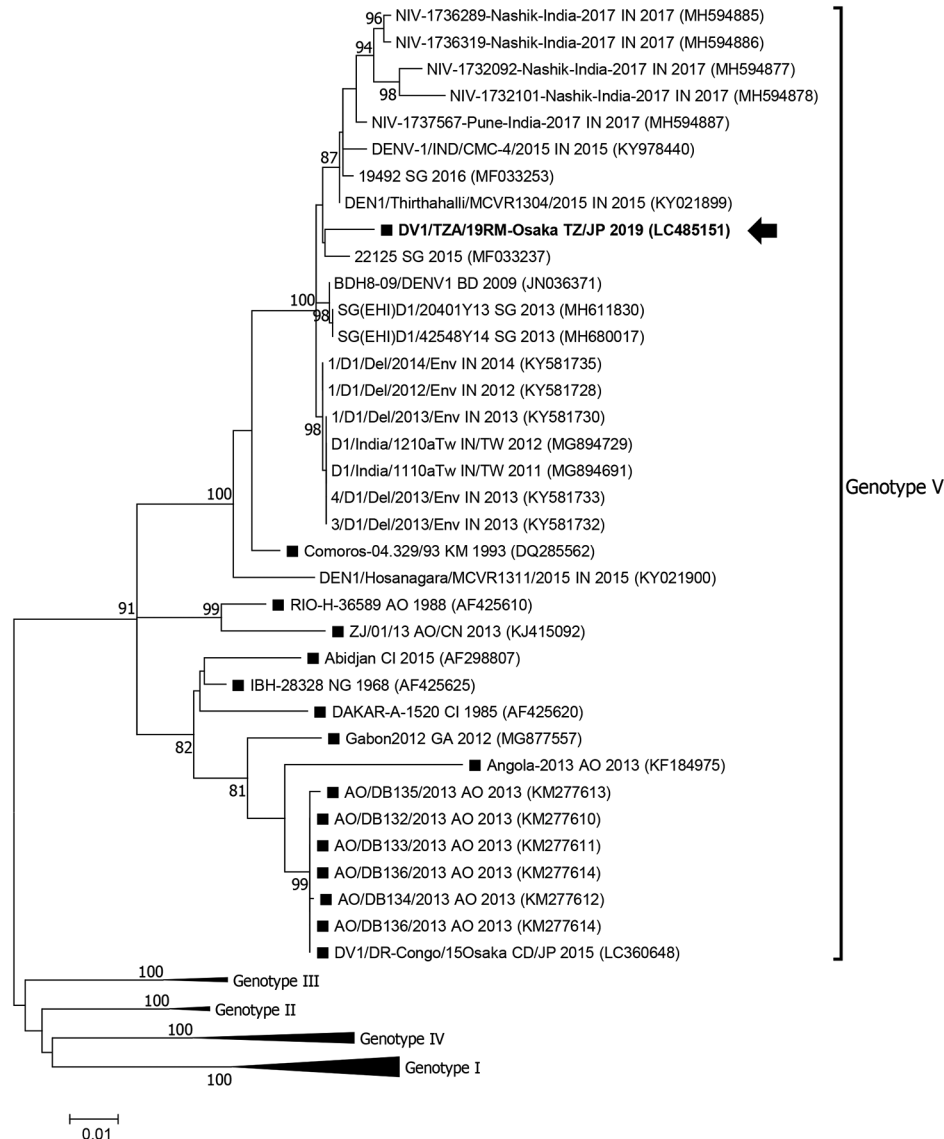 96
NIV-1736289-Nashik-India-2017 IN 2017 (MH594885)
NIV-1736319-Nashik-India-2017 IN 2017 (MH594886)
94
NIV-1732092-Nashik-India-2017 IN 2017 (MH594877)
98
NIV-1732101-Nashik-India-2017 IN 2017 (MH594878)
NIV-1737567-Pune-India-2017 IN 2017 (MH594887)
DENV-1/IND/CMC-4/2015 IN 2015 (KY978440)
87
19492 SG 2016 (MF033253)
DEN1/Thirthahalli/MCVR1304/2015 IN 2015 (KY021899)
DV1/TZA/19RM-Osaka TZ/JP 2019 (LC485151)
22125 SG 2015 (MF033237)
BDH8-09/DENV1 BD 2009 (JN036371)
100
98
SG(EHI)D1/20401Y13 SG 2013 (MH611830)
SG(EHI)D1/42548Y14 SG 2013 (MH680017)
1/D1/Del/2014/Env IN 2014 (KY581735)
1/D1/Del/2012/Env IN 2012 (KY581728)
1/D1/Del/2013/Env IN 2013 (KY581730)
98
D1/India/1210aTw IN/TW 2012 (MG894729)
D1/India/1110aTw IN/TW 2011 (MG894691)
Genotype V
4/D1/Del/2013/Env IN 2013 (KY581733)
100
3/D1/Del/2013/Env IN 2013 (KY581732)
Comoros-04.329/93 KM 1993 (DQ285562)
DEN1/Hosanagara/MCVR1311/2015 IN 2015 (KY021900)
91
99
RIO-H-36589 AO 1988 (AF425610)
ZJ/01/13 AO/CN 2013 (KJ415092)
Abidjan CI 2015 (AF298807)
IBH-28328 NG 1968 (AF425625)
DAKAR-A-1520 CI 1985 (AF425620)
82
Gabon2012 GA 2012 (MG877557)
Angola-2013 AO 2013 (KF184975)
81
AO/DB135/2013 AO 2013 (KM277613)
AO/DB132/2013 AO 2013 (KM277610)
AO/DB133/2013 AO 2013 (KM277611)
AO/DB136/2013 AO 2013 (KM277614)
99
AO/DB134/2013 AO 2013 (KM277612)
AO/DB136/2013 AO 2013 (KM277614)
DV1/DR-Congo/15Osaka CD/JP 2015 (LC360648)
100
Genotype III
100
Genotype II
100
Genotype IV
100
Genotype I
0.01